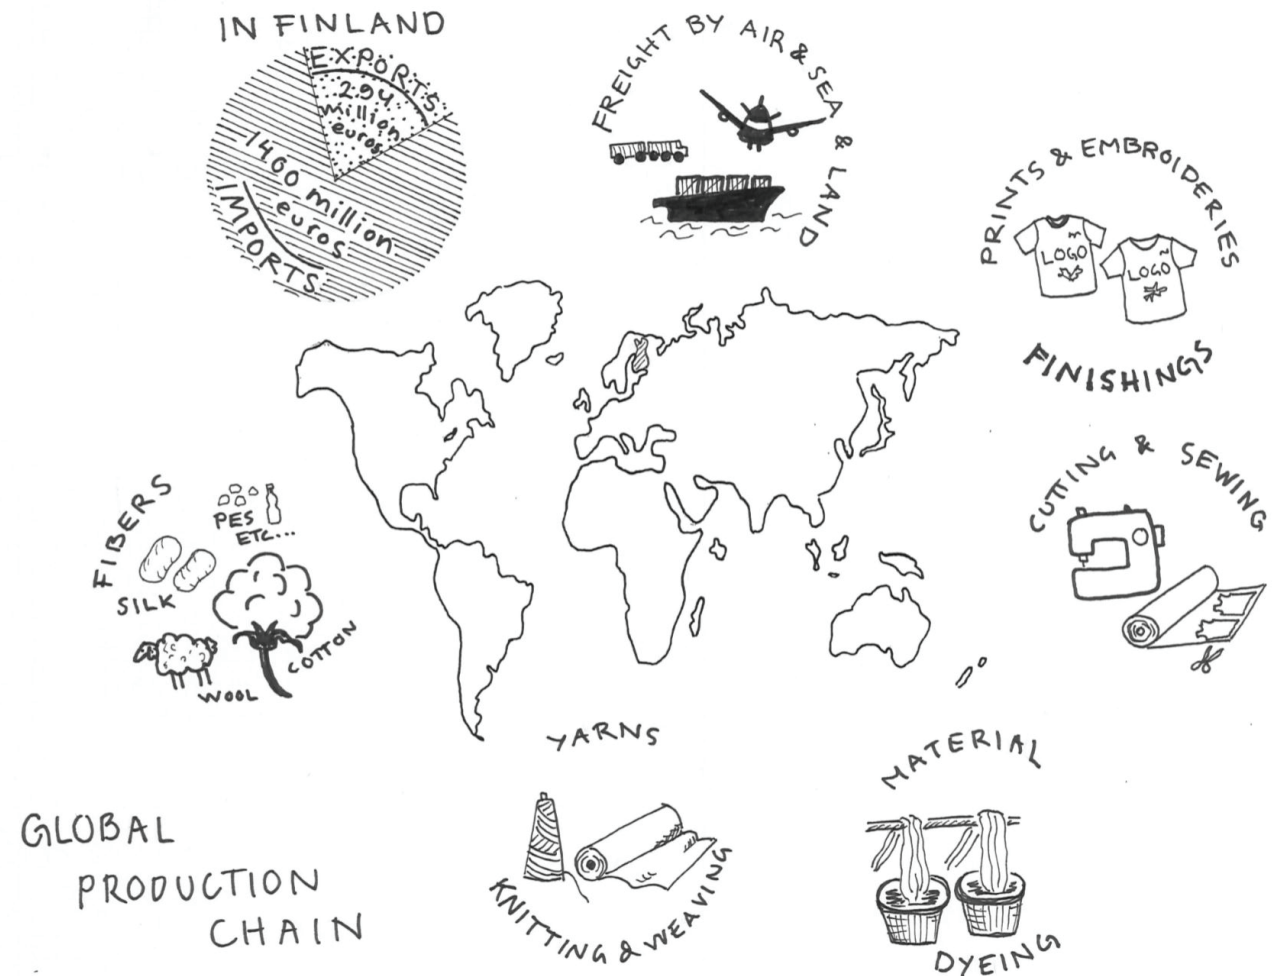 IN FINLAND
EXPORTS
294
million
euros
1400 million
euros
IMPORTS
FREIGHT BY AIR & SEA & LAND
PRINTS & EMBROIDERIES
LOGO
LOGO
FINISHINGS
CUTTING & SEWING
FIBERS
PES
ETC...
SILK
COTTON
WOOL
YARNS
KNITTING & WEAVING
MATERIAL
DYEING
GLOBAL
PRODUCTION
CHAIN